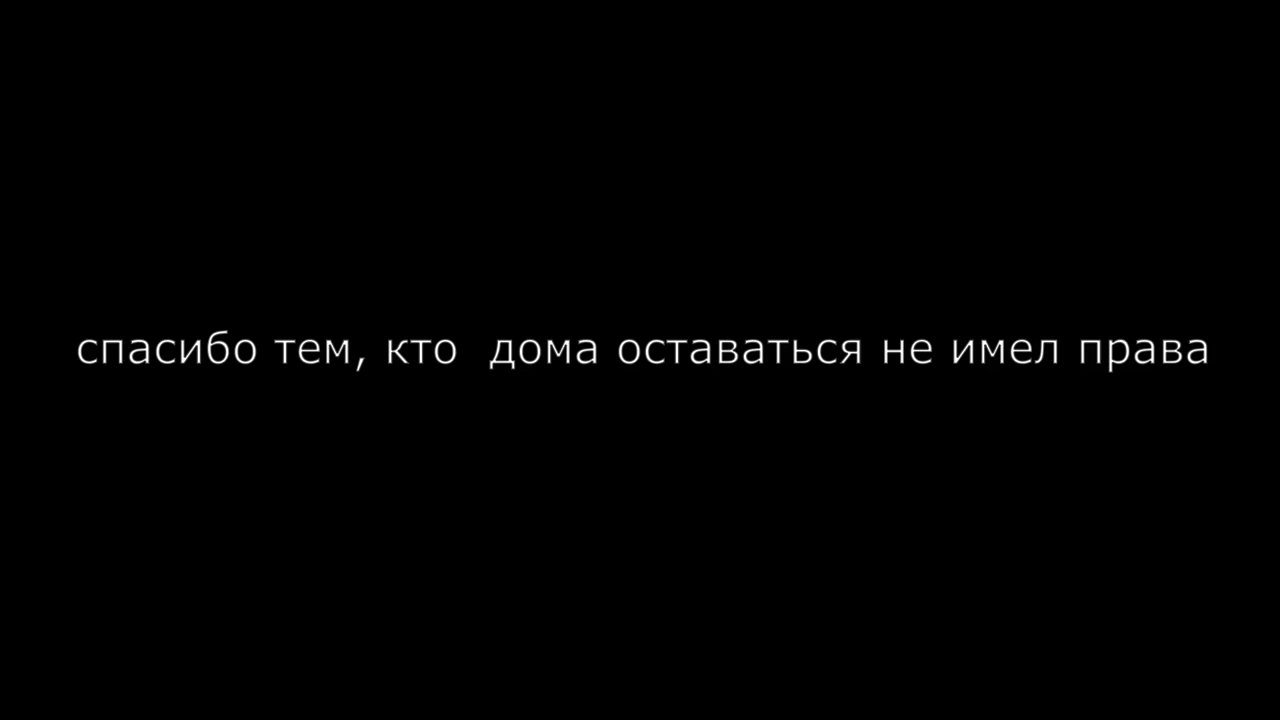 спасибо тем, кто  дома оставаться не имел права